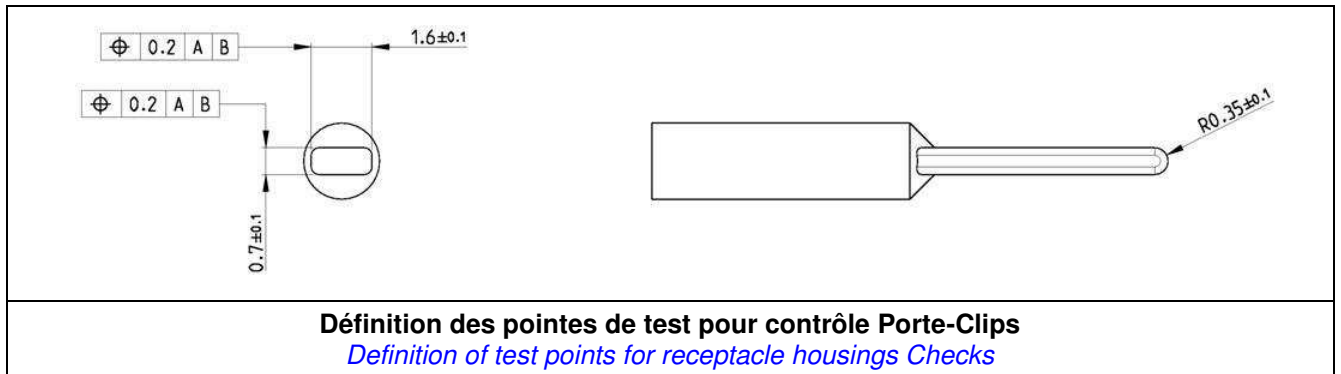 ⌖ 0.2 A B
1.6±0.1
⌖ 0.2 A B
0.7±0.1
R0.35±0.1
Définition des pointes de test pour contrôle Porte-Clips
Definition of test points for receptacle housings Checks